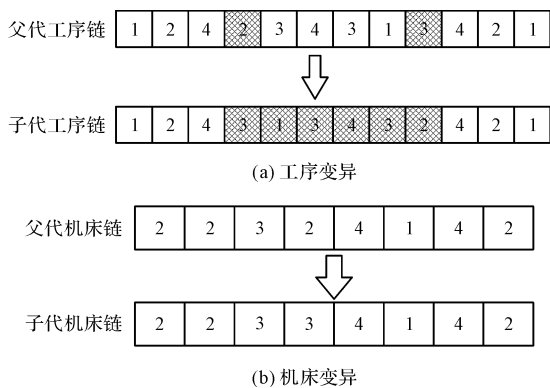 父代工序链 1 2 4 2 3 4 3 1 3 4 2 1
子代工序链 1 2 4 3 1 3 4 3 2 4 2 1
(a) 工序变异
父代机床链 2 2 3 2 4 1 4 2
子代机床链 2 2 3 3 4 1 4 2
(b) 机床变异